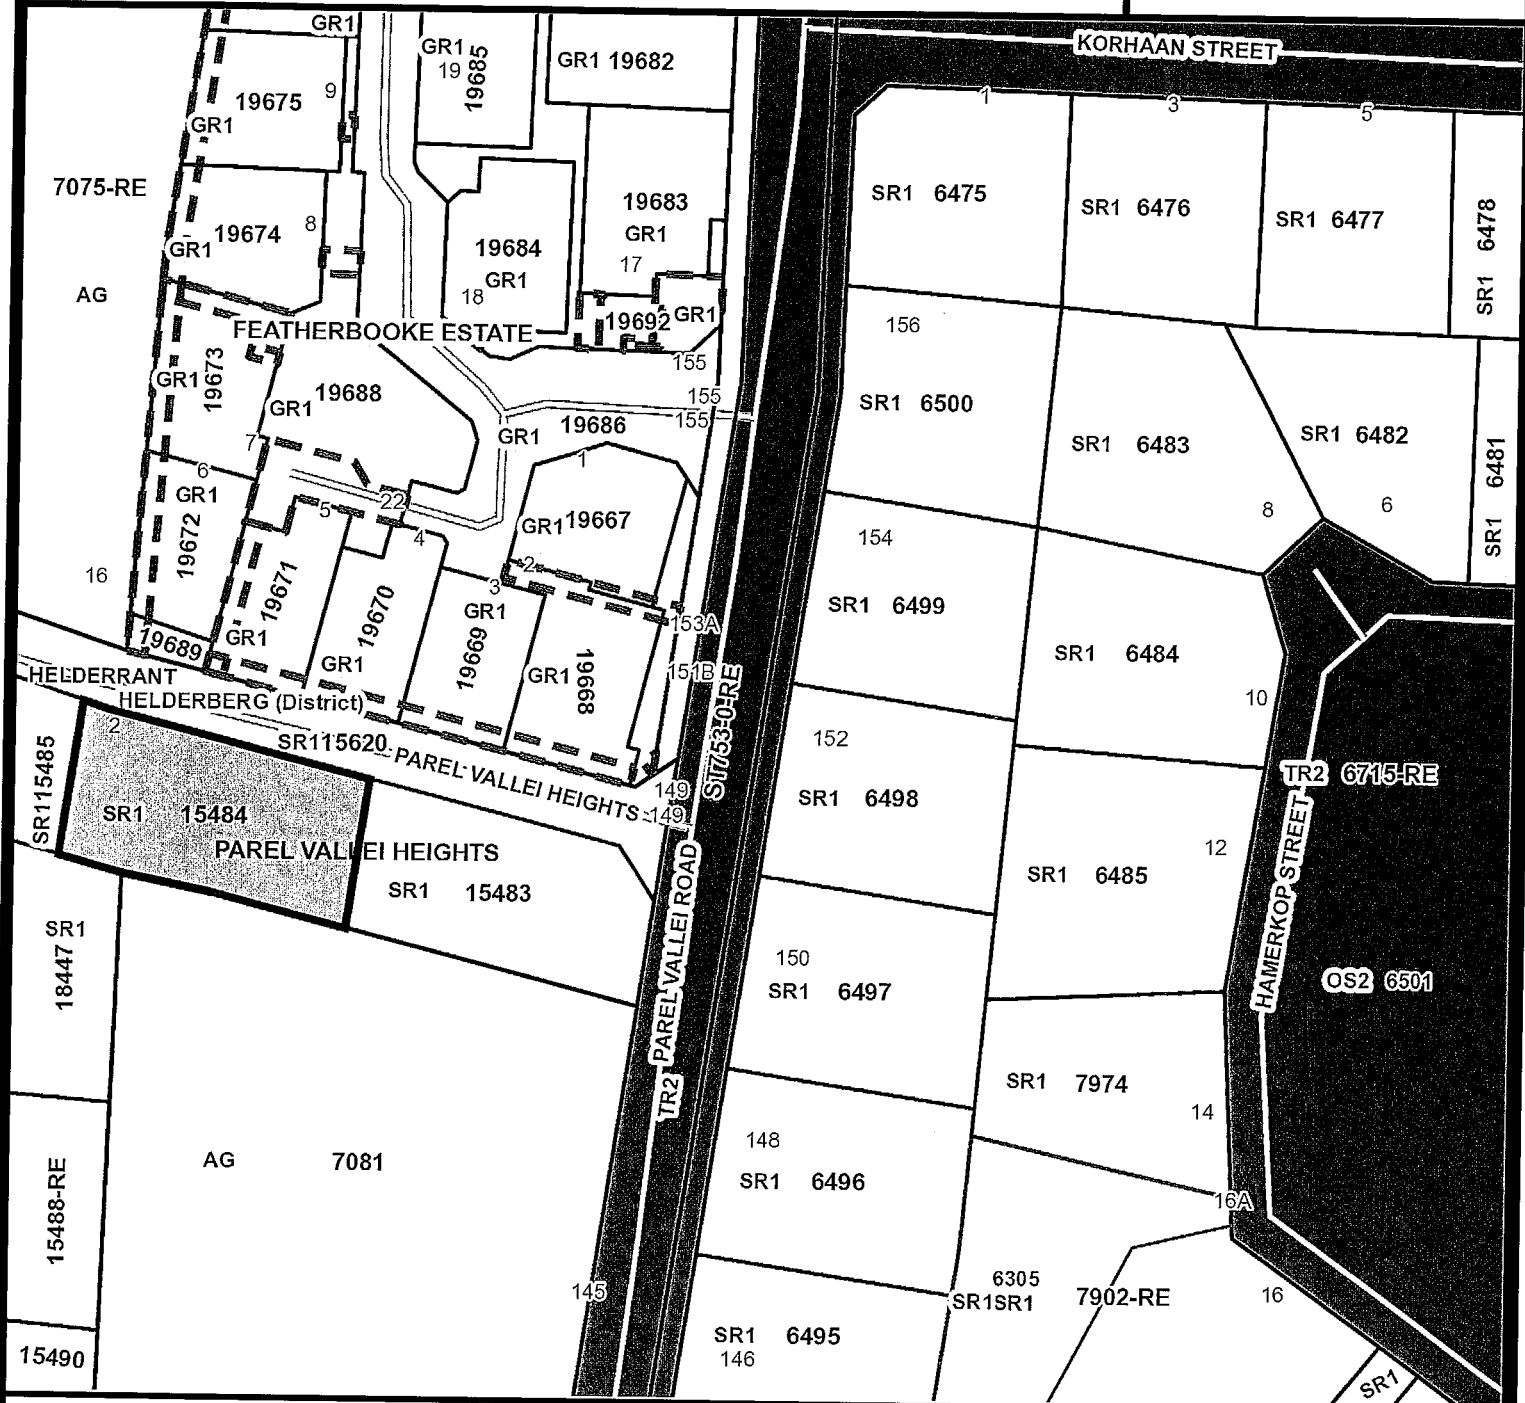 GR1
KORHAAN STREET
GR1
19
19685
GR1 19682
19675
9
GR1
1
3
5
7075-RE
19674
8
GR1
AG
19683
GR1
17
19684
GR1
18
SR1 6475
SR1 6476
SR1 6477
SR1 6478
19692
GR1
FEATHERBOOKE ESTATE
155
155
155
156
SR1 6500
GR1
19673
GR1
19688
7
GR1
19686
1
SR1 6483
8
SR1 6482
6
SR1 6481
6
GR1
19672
22
5
4
GR1 19667
2
3
154
SR1 6499
16
19671
GR1
19670
GR1
GR1
19669
GR1
19668
153A
151B
19689
SR1 6484
10
HELDERRANT
HELDERBERG (District)
SR115620
PAREL VALLEI HEIGHTS
149
149
ST753-0-RE
152
SR1 6498
TR2 6715-RE
2
SR115485
SR1 15484
PAREL VALLEI HEIGHTS
SR1 15483
12
SR1 6485
HAMERKOP STREET
TR2 PAREL VALLEI ROAD
SR1
18447
150
SR1 6497
OS2 6501
SR1 7974
14
148
SR1 6496
AG 7081
15488-RE
16A
145
6305
SR1SR1
7902-RE
16
SR1 6495
146
15490
SR1